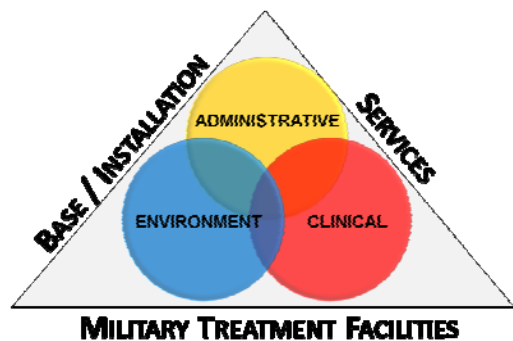 BASE / INSTALLATION
SERVICES
ADMINISTRATIVE
ENVIRONMENT
CLINICAL
MILITARY TREATMENT FACILITIES